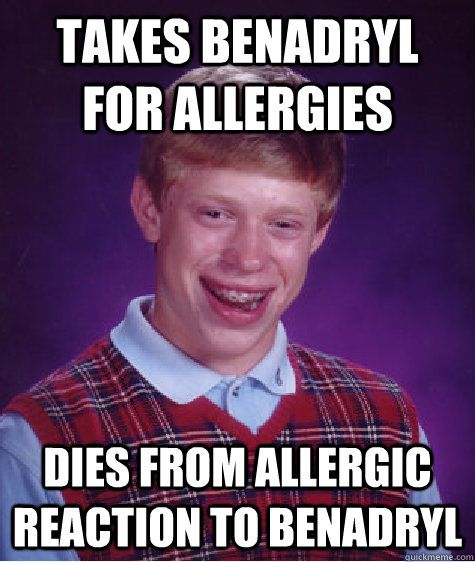 TAKES BENADRYL
FOR ALLERGIES
DIES FROM ALLERGIC
REACTION TO BENADRYL
quickmeme.com